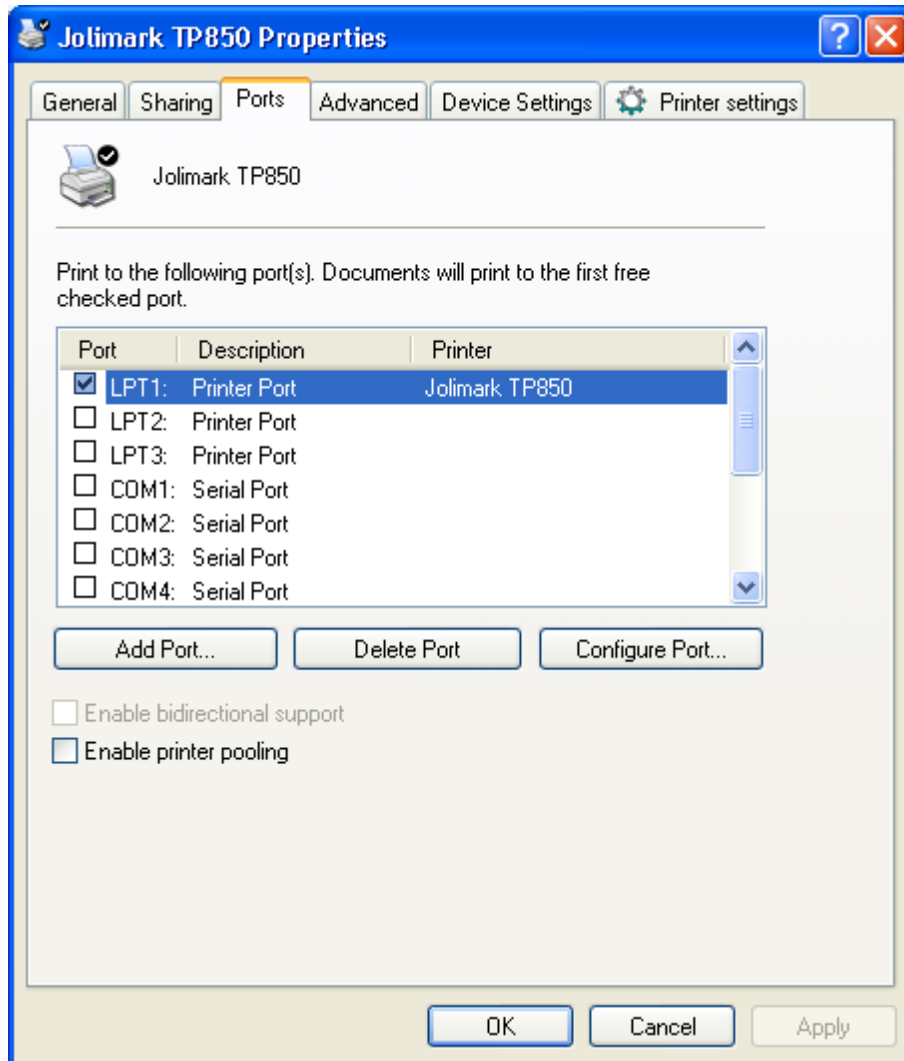 Jolimark TP850 Properties
General Sharing Ports Advanced Device Settings Printer settings
Jolimark TP850
Print to the following port(s). Documents will print to the first free
checked port.
Port Description Printer
LPT1: Printer Port Jolimark TP850
LPT2: Printer Port
LPT3: Printer Port
COM1: Serial Port
COM2: Serial Port
COM3: Serial Port
COM4: Serial Port
Add Port... Delete Port Configure Port...
Enable bidirectional support
Enable printer pooling
OK Cancel Apply